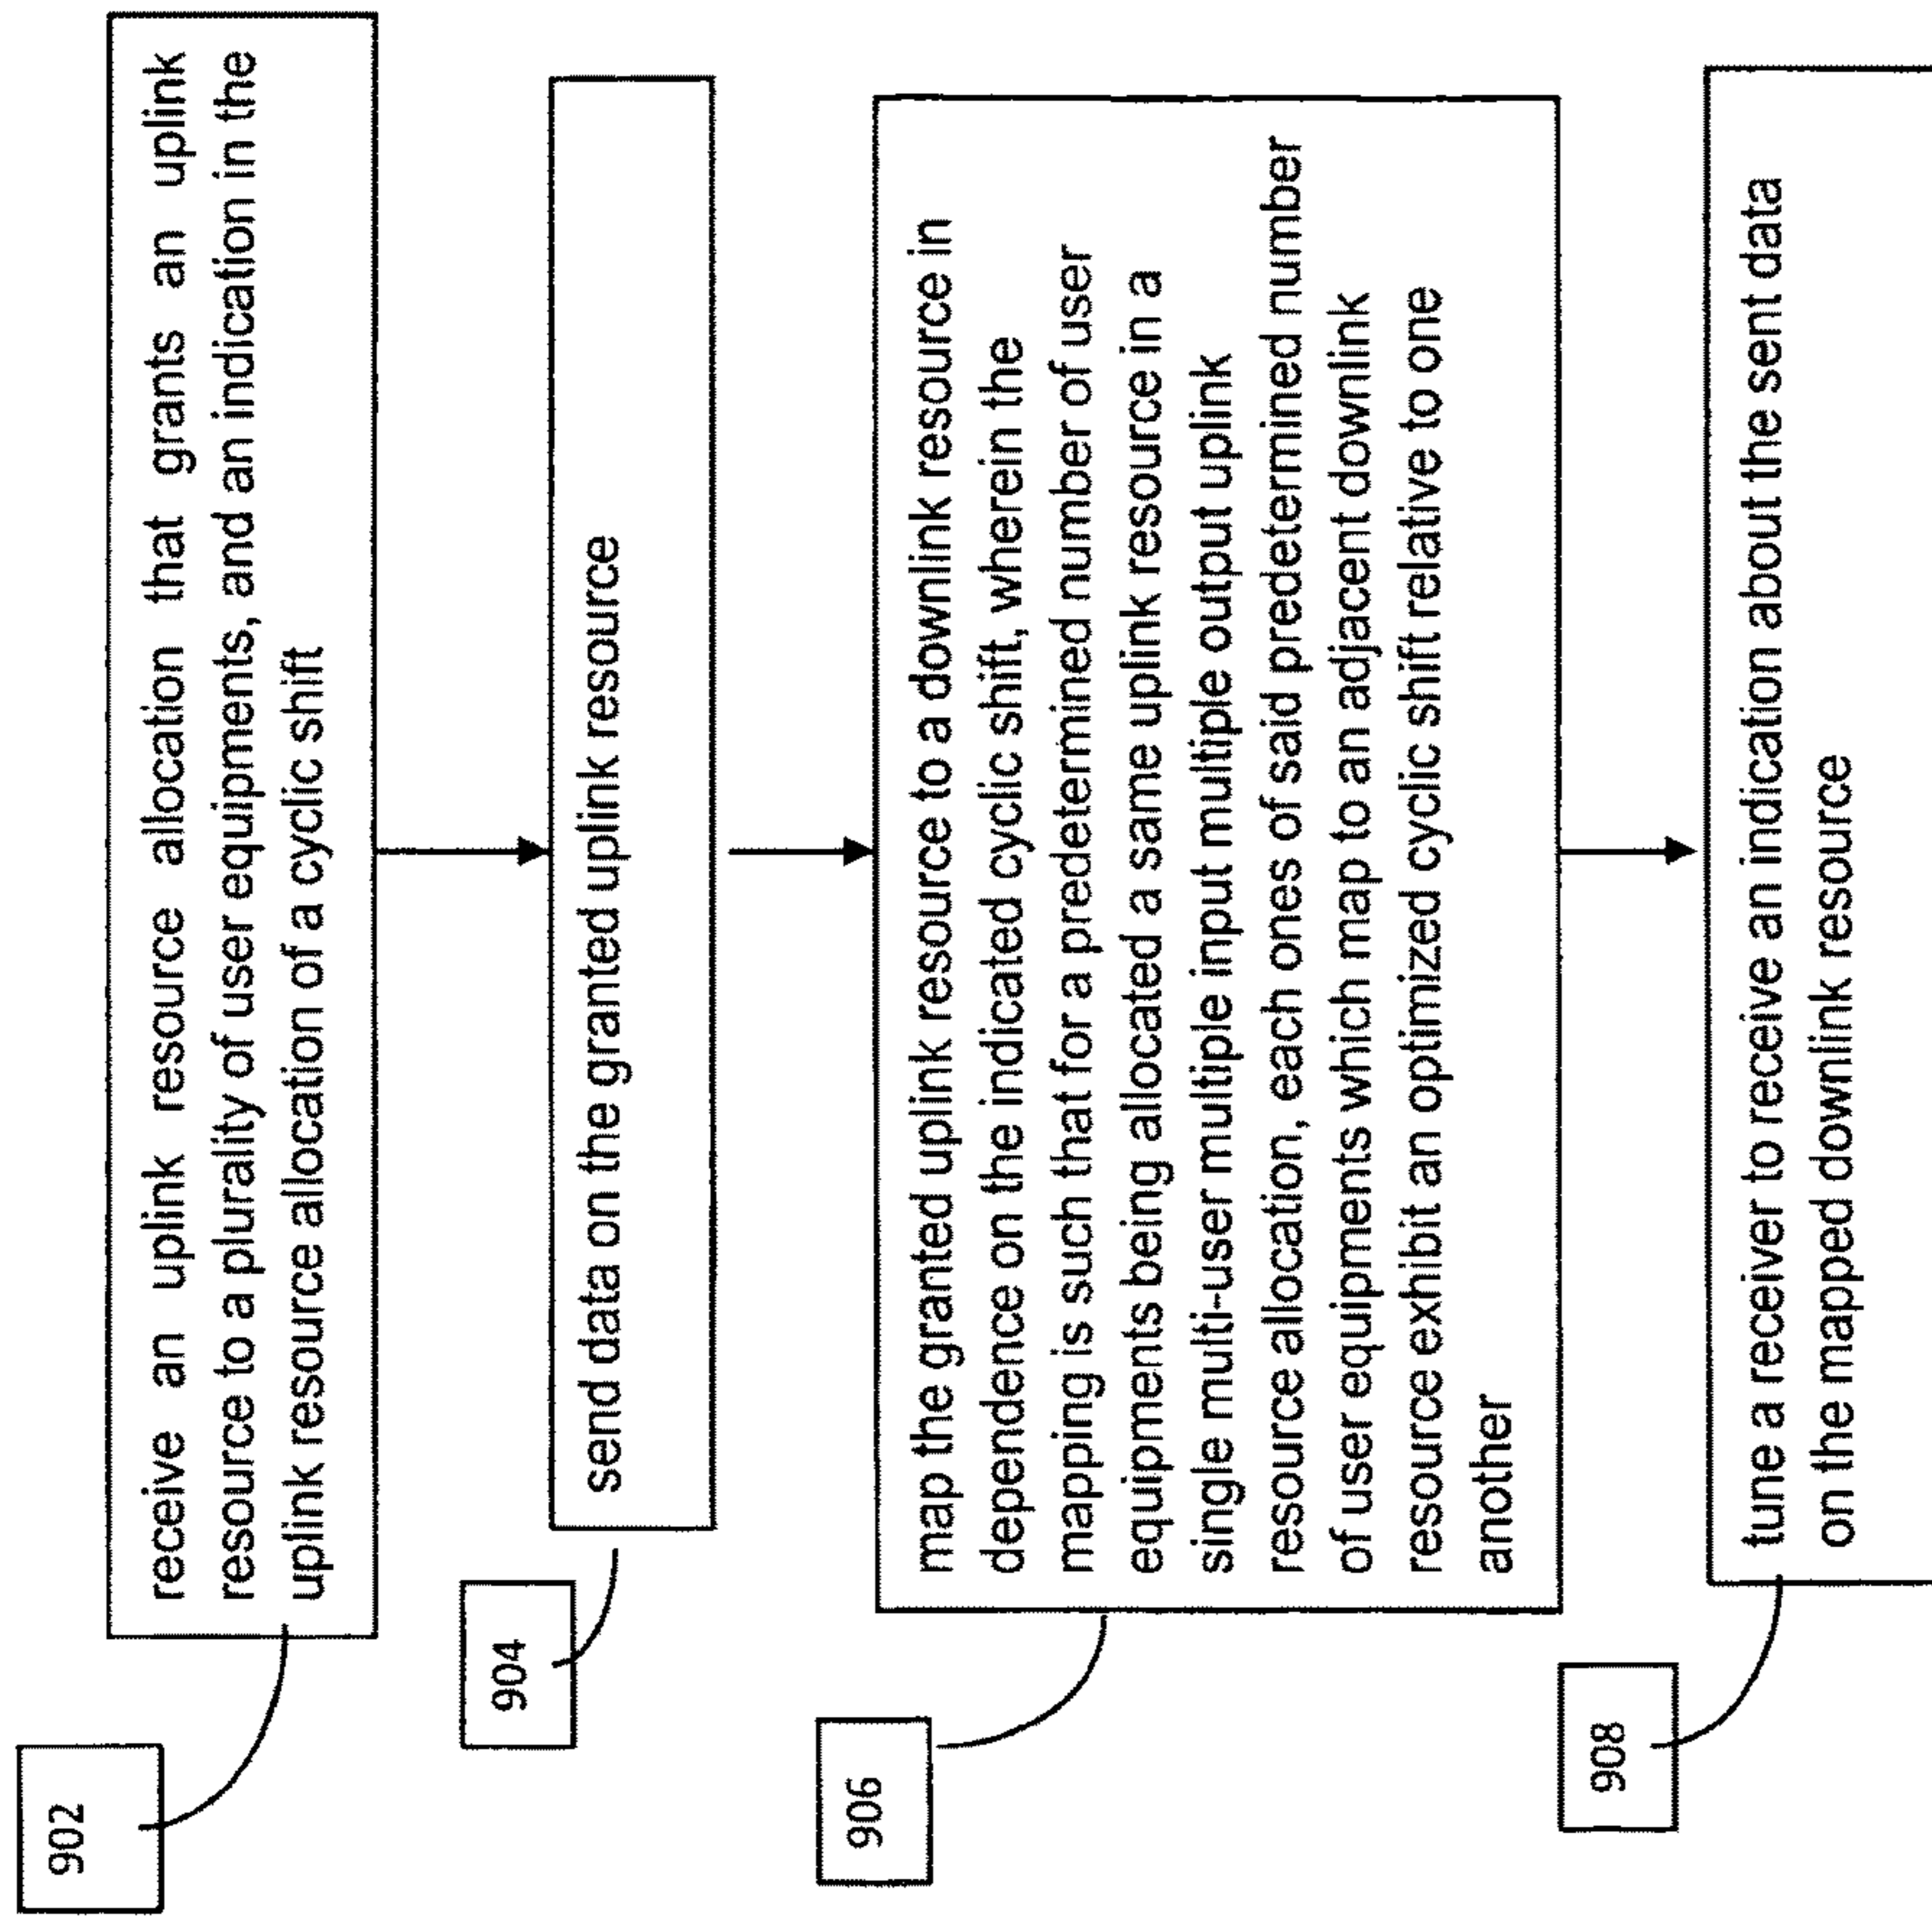 902
receive an uplink resource allocation that grants an uplink
resource to a plurality of user equipments, and an indication in the
uplink resource allocation of a cyclic shift
904
send data on the granted uplink resource
906
map the granted uplink resource to a downlink resource in
dependence on the indicated cyclic shift, wherein the
mapping is such that for a predetermined number of user
equipments being allocated a same uplink resource in a
single multi-user multiple input multiple output uplink
resource allocation, each ones of said predetermined number
of user equipments which map to an adjacent downlink
resource exhibit an optimized cyclic shift relative to one
another
908
tune a receiver to receive an indication about the sent data
on the mapped downlink resource